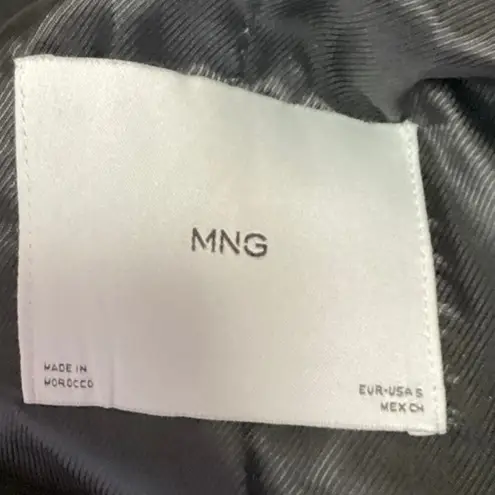 MNG
MADE IN
MOROCCO
EUR-USA S
MEX CH